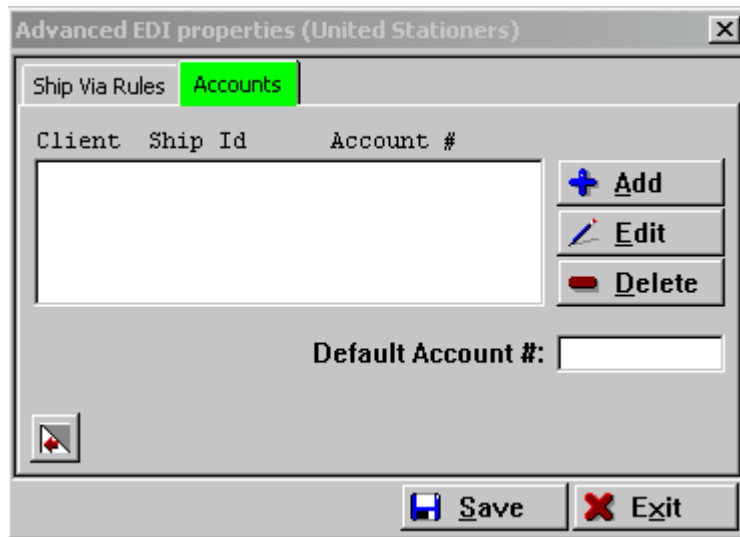 Advanced EDI properties (United Stationers)
Ship Via Rules Accounts
Client Ship Id Account #
Add
Edit
Delete
Default Account #:
Save Exit